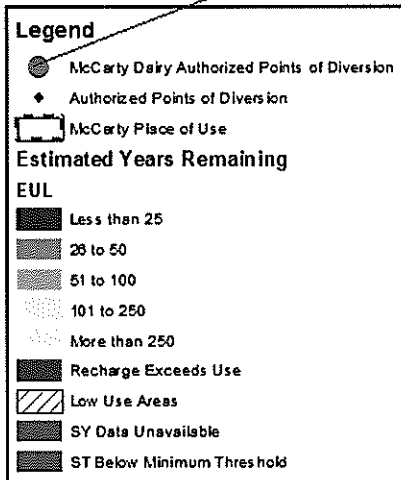 Legend
McCarty Dairy Authorized Points of Diversion
Authorized Points of Diversion
McCarty Place of Use
Estimated Years Remaining
EUL
Less than 25
26 to 50
51 to 100
101 to 250
More than 250
Recharge Exceeds Use
Low Use Areas
SY Data Unavailable
ST Below Minimum Threshold